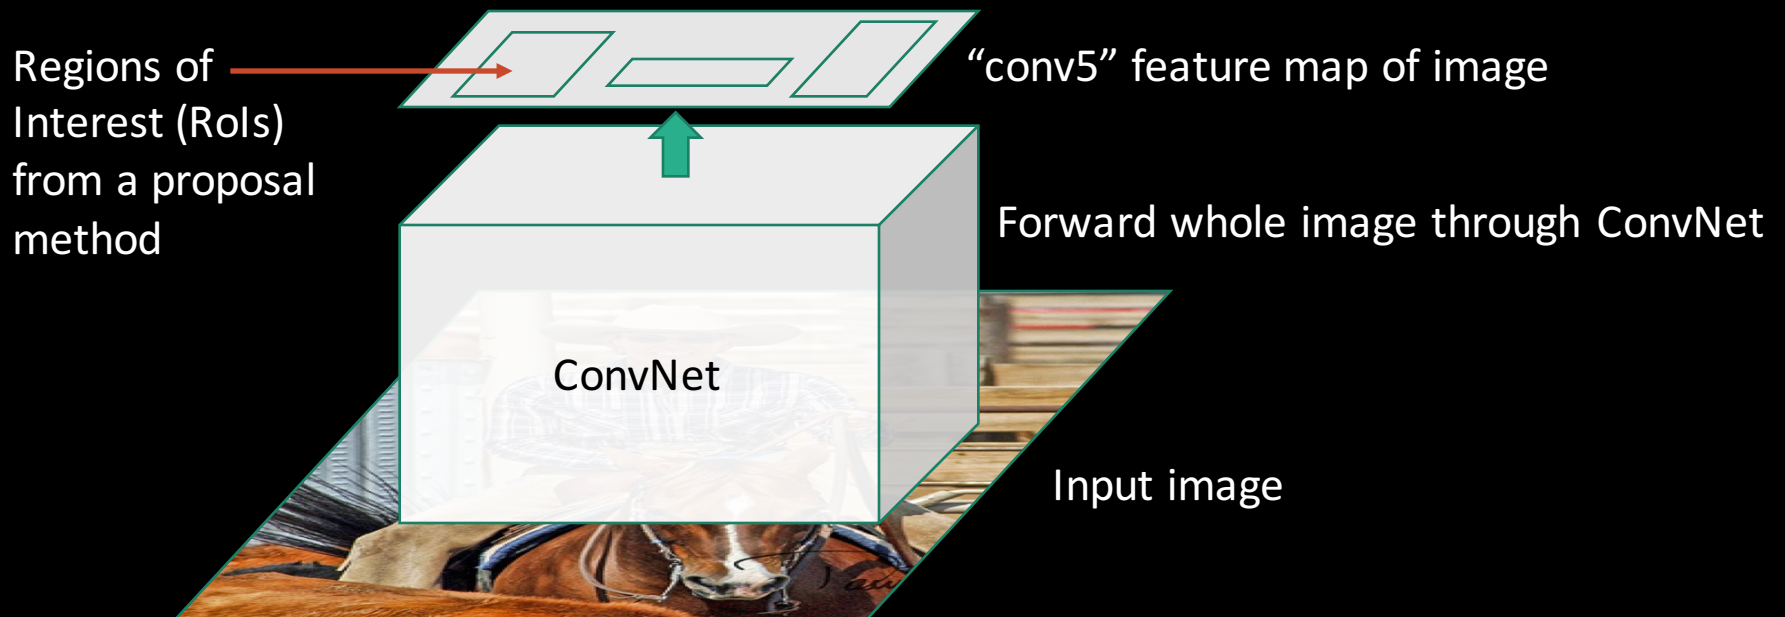 Regions of
Interest (RoIs)
from a proposal
method
“conv5” feature map of image
Forward whole image through ConvNet
ConvNet
Input image